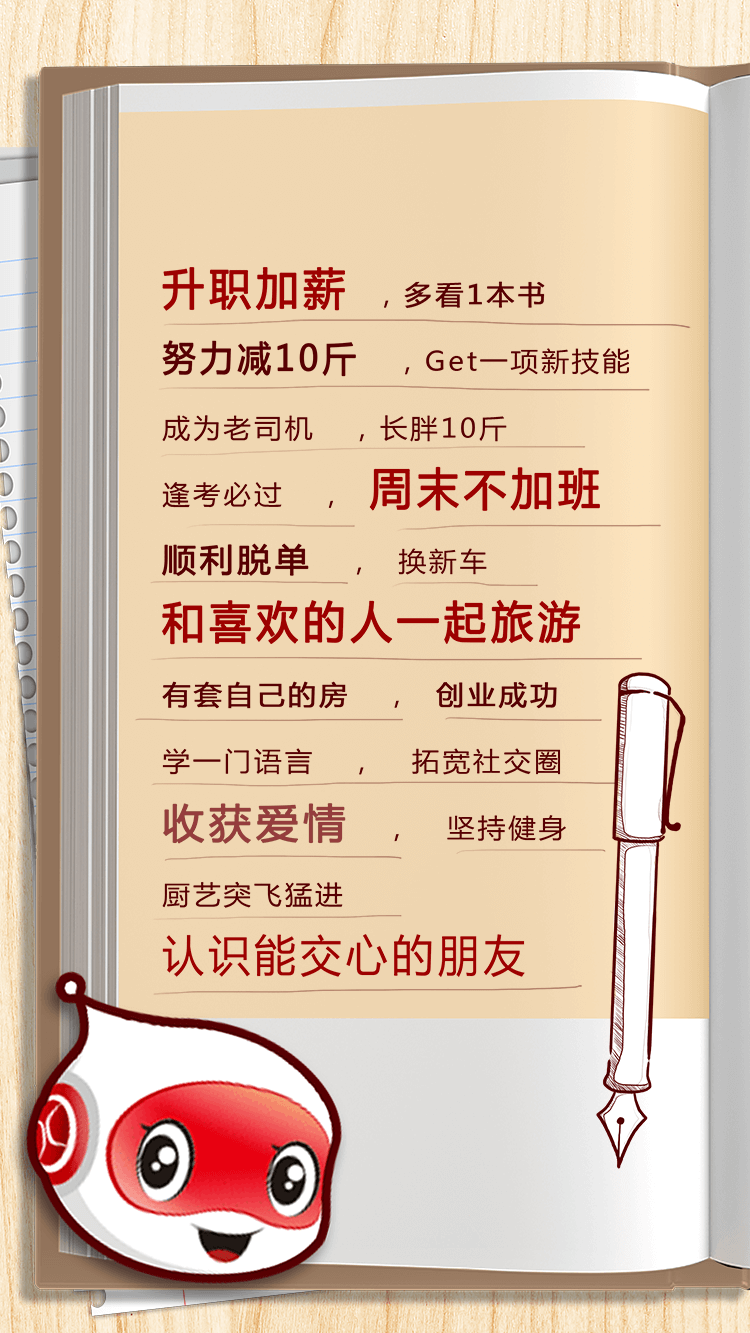 升职加薪，多看1本书
努力减10斤，Get一项新技能
成为老司机，长胖10斤
逢考必过，周末不加班
顺利脱单，换新车
和喜欢的人一起旅游
有套自己的房，创业成功
学一门语言，拓宽社交圈
收获爱情，坚持健身
厨艺突飞猛进
认识能交心的朋友